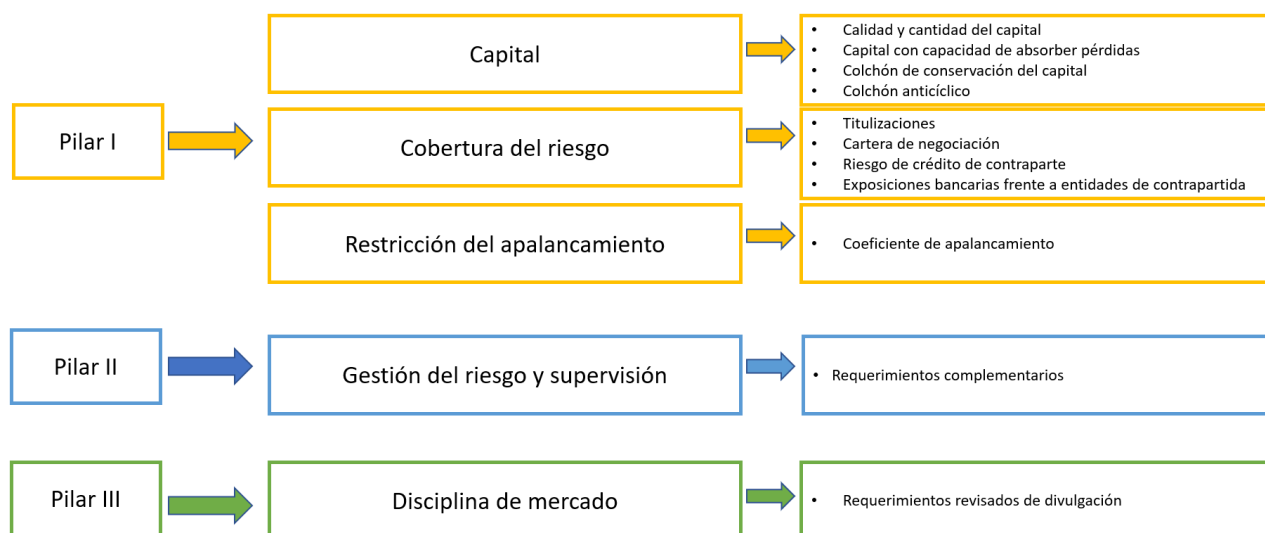 Capital
• Calidad y cantidad del capital
• Capital con capacidad de absorber pérdidas
• Colchón de conservación del capital
• Colchón anticíclico
Pilar I
Cobertura del riesgo
• Titulizaciones
• Cartera de negociación
• Riesgo de crédito de contraparte
• Exposiciones bancarias frente a entidades de contrapartida
Restricción del apalancamiento
• Coeficiente de apalancamiento
Pilar II
Gestión del riesgo y supervisión
• Requerimientos complementarios
Pilar III
Disciplina de mercado
• Requerimientos revisados de divulgación